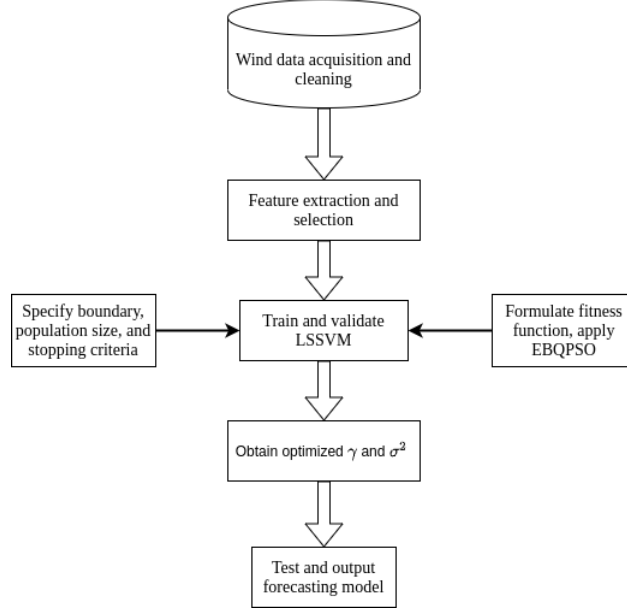 Wind data acquisition and
cleaning
Feature extraction and
selection
Specify boundary,
population size, and
stopping criteria
Train and validate
LSSVM
Formulate fitness
function, apply
EBQPSO
Obtain optimized γ and σ²
Test and output
forecasting model